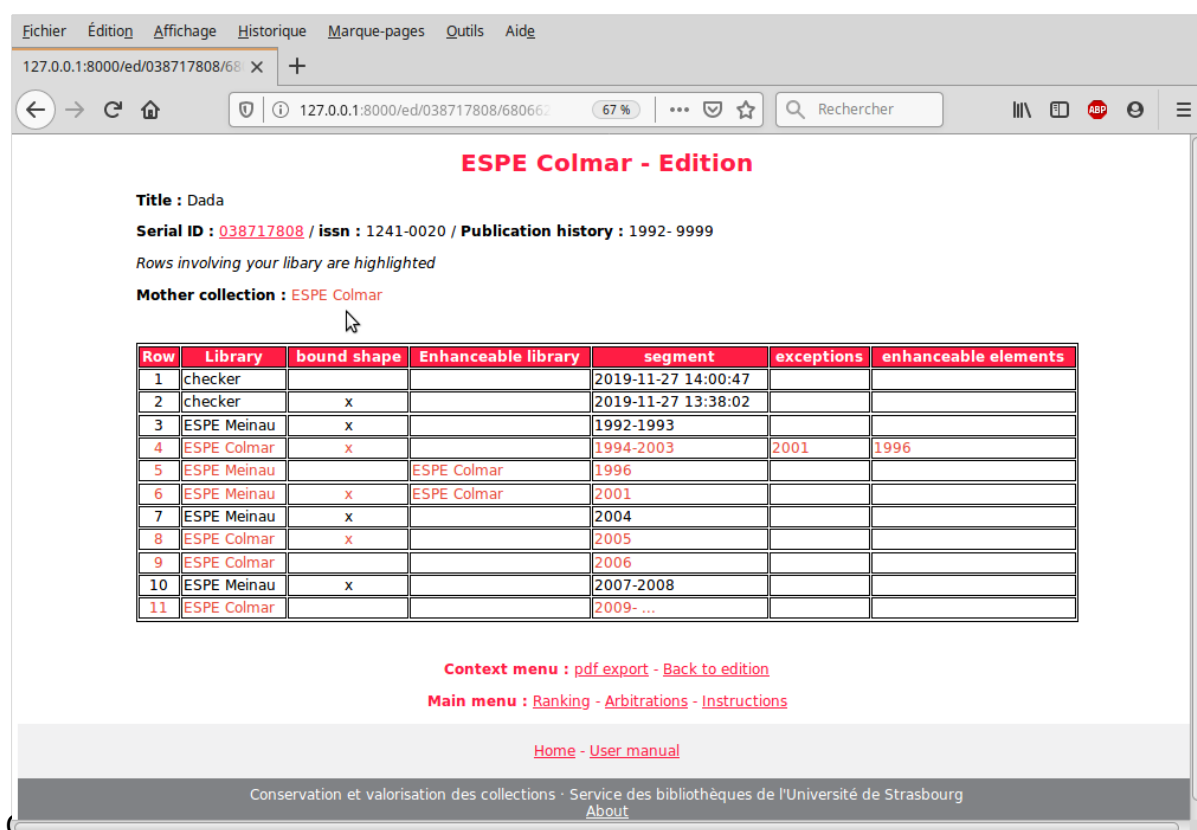 Fichier Édition Affichage Historique Marque-pages Outils Aide
127.0.0.1:8000/ed/038717808/68
127.0.0.1:8000/ed/038717808/680662 67 % Rechercher ABP
ESPE Colmar - Edition
Title : Dada
Serial ID : 038717808 / issn : 1241-0020 / Publication history : 1992- 9999
Rows involving your libary are highlighted
Mother collection : ESPE Colmar
Row Library bound shape Enhanceable library segment exceptions enhanceable elements
1 checker 2019-11-27 14:00:47
2 checker x 2019-11-27 13:38:02
3 ESPE Meinau x 1992-1993
4 ESPE Colmar x 1994-2003 2001 1996
5 ESPE Meinau ESPE Colmar 1996
6 ESPE Meinau x ESPE Colmar 2001
7 ESPE Meinau x 2004
8 ESPE Colmar x 2005
9 ESPE Colmar 2006
10 ESPE Meinau x 2007-2008
11 ESPE Colmar 2009- ...
Context menu : pdf export - Back to edition
Main menu : Ranking - Arbitrations - Instructions
Home - User manual
Conservation et valorisation des collections · Service des bibliothèques de l'Université de Strasbourg
About